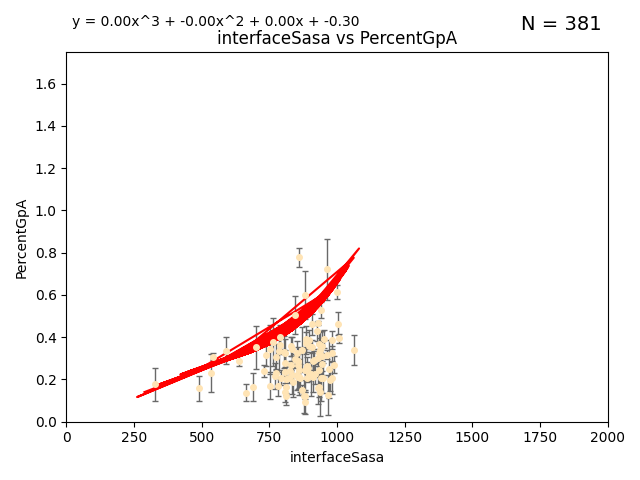 y = 0.00x^3 + -0.00x^2 + 0.00x + -0.30
N = 381
interfaceSasa vs PercentGpA
PercentGpA
1.6
1.4
1.2
1.0
0.8
0.6
0.4
0.2
0.0
0 250 500 750 1000 1250 1500 1750 2000
interfaceSasa